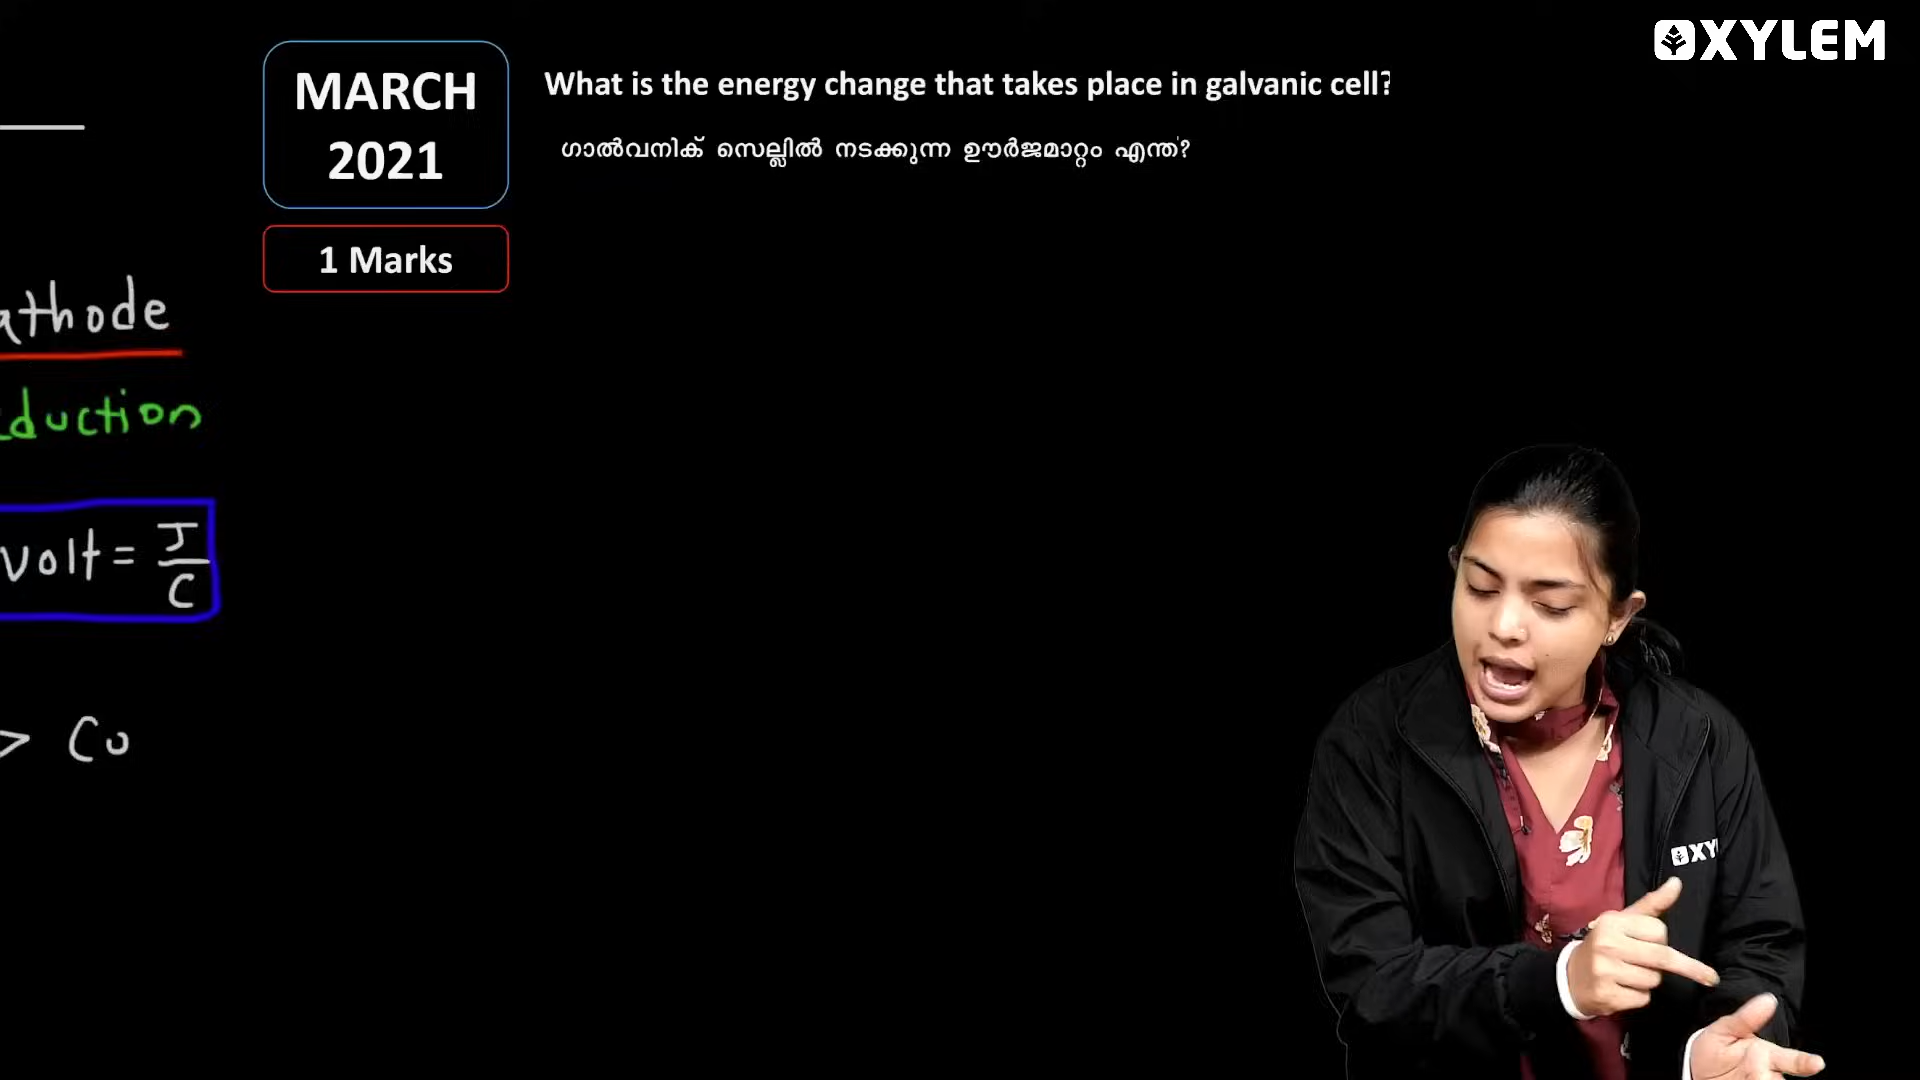 XYLEM
MARCH
2021
What is the energy change that takes place in galvanic cell?
ഗാൽവനിക് സെല്ലിൽ നടക്കുന്ന ഊർജമാറ്റം എന്ത്?
1 Marks
athode
duction
volt = J/C
> Cu
XY